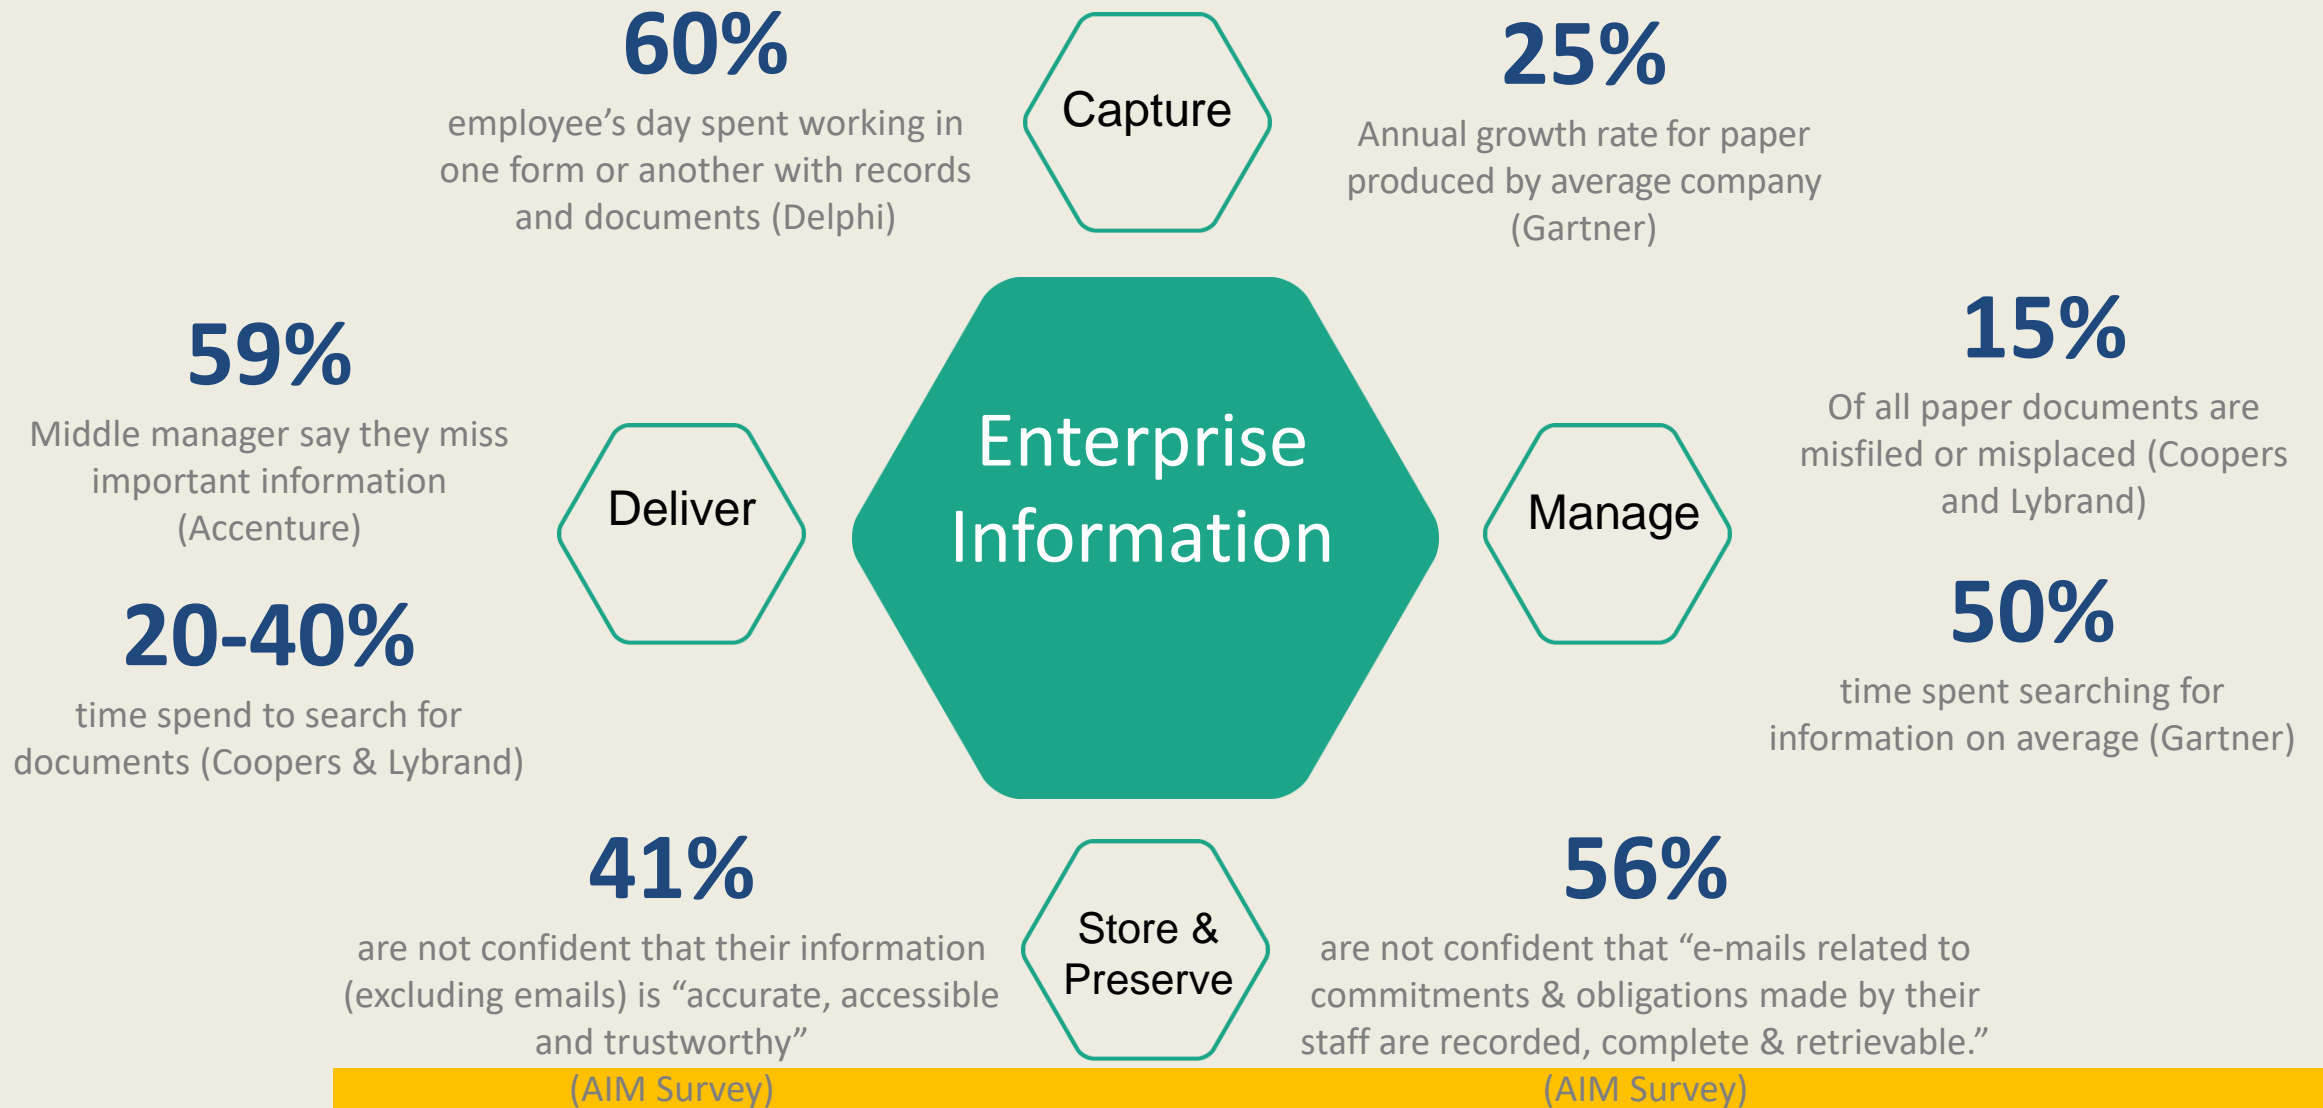 60%
employee’s day spent working in
one form or another with records
and documents (Delphi)
Capture
25%
Annual growth rate for paper
produced by average company
(Gartner)
59%
Middle manager say they miss
important information
(Accenture)
20-40%
time spend to search for
documents (Coopers & Lybrand)
Deliver
Enterprise
Information
Manage
15%
Of all paper documents are
misfiled or misplaced (Coopers
and Lybrand)
50%
time spent searching for
information on average (Gartner)
41%
are not confident that their information
(excluding emails) is “accurate, accessible
and trustworthy”
(AIM Survey)
Store &
Preserve
56%
are not confident that “e-mails related to
commitments & obligations made by their
staff are recorded, complete & retrievable.”
(AIM Survey)